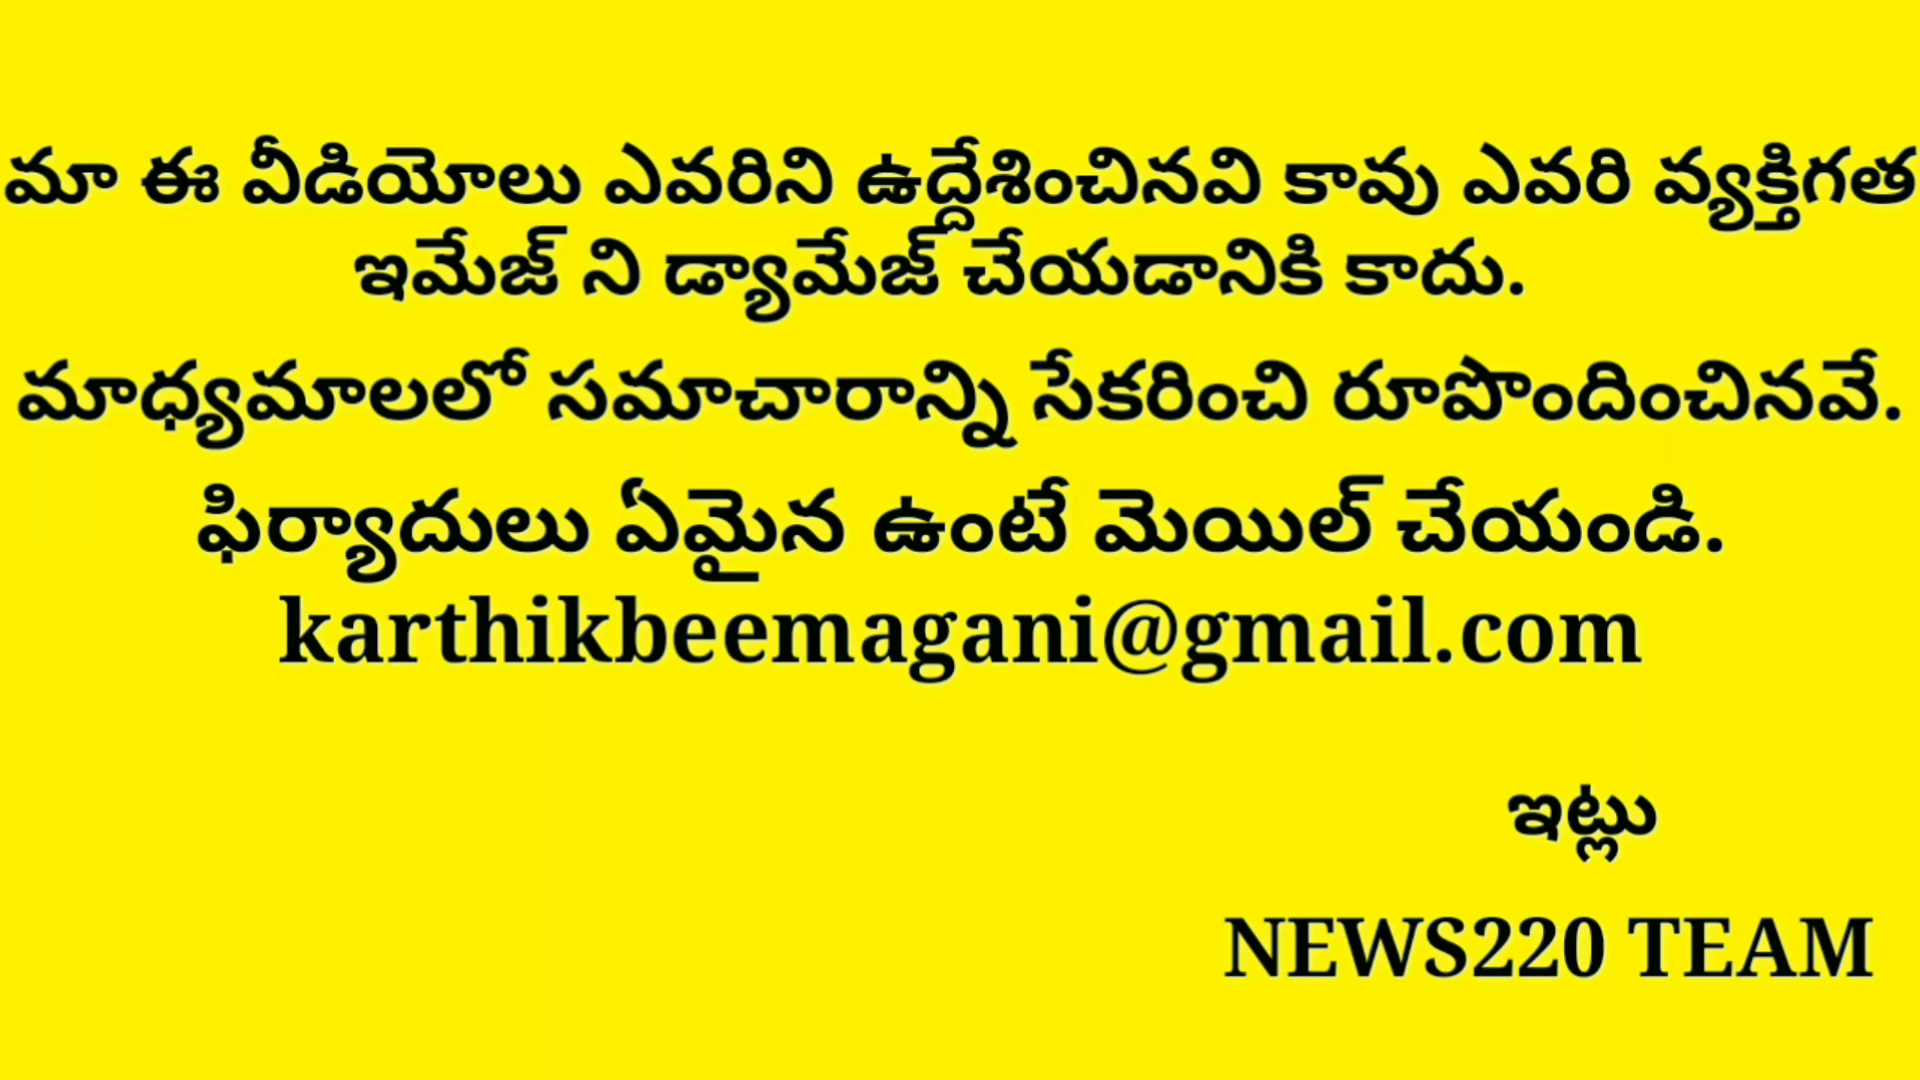 మా ఈ వీడియోలు ఎవరిని ఉద్దేశించినవి కావు ఎవరి వ్యక్తిగత
ఇమేజ్ ని డ్యామేజ్ చేయడానికి కాదు.
మాధ్యమాలలో సమాచారాన్ని సేకరించి రూపొందించినవే.
ఫిర్యాదులు ఏమైన ఉంటే మెయిల్ చేయండి.
karthikbeemagani@gmail.com
ఇట్లు
NEWS220 TEAM